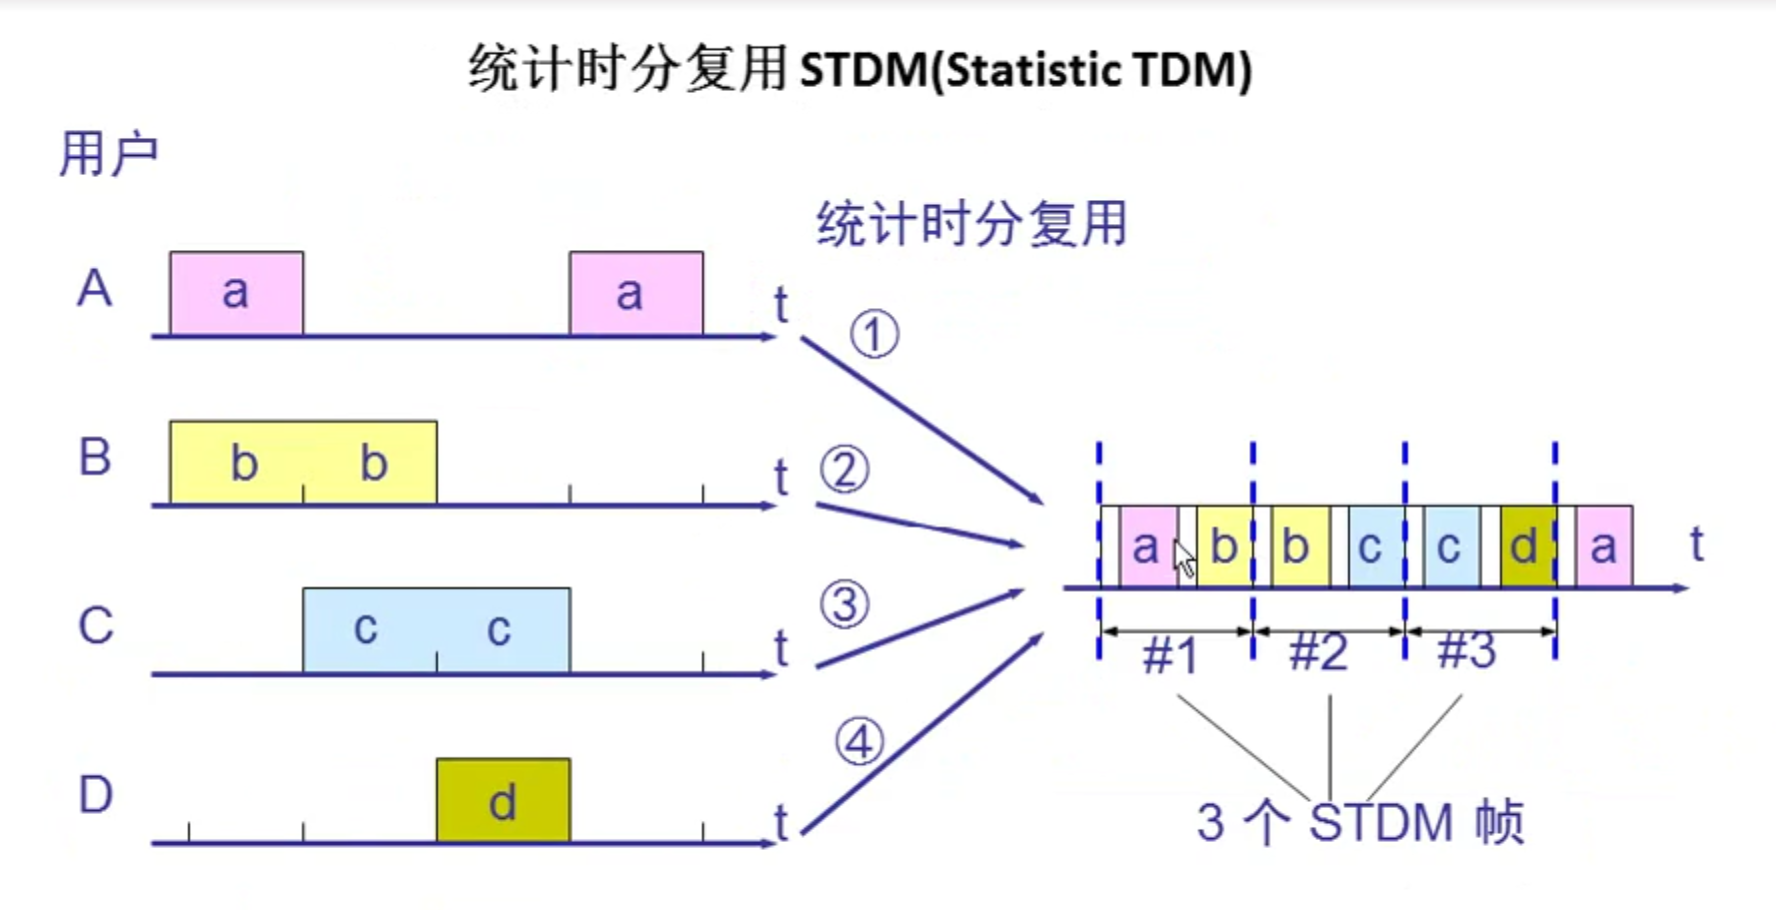 统计时分复用 STDM(Statistic TDM)
用户
统计时分复用
A a a t ①
B b b t ②
C c c t ③
D d t ④
a b b c c d a t
#1 #2 #3
3 个 STDM 帧